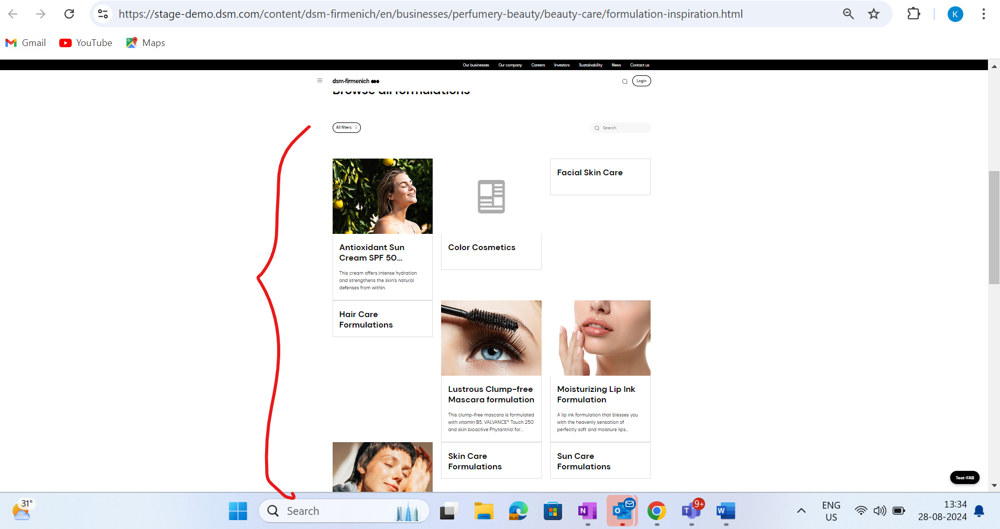 https://stage-demo.dsm.com/content/dsm-firmenich/en/businesses/perfumery-beauty/beauty-care/formulation-inspiration.html
K
Gmail
YouTube
Maps
Our businesses Our company Careers Investors Sustainability News Contact us
dsm-firmenich
Login
Browse all formulations
All filters
Search
Antioxidant Sun
Cream SPF 50...
This cream offers intense hydration
and strengthens the skin's natural
defenses from within.
Color Cosmetics
Facial Skin Care
Hair Care
Formulations
Lustrous Clump-free
Mascara formulation
This clump-free mascara is formulated
with vitamin B5, VALVANCE® Touch 250
and skin bioactive Phytantriol for...
Moisturizing Lip Ink
Formulation
A lip ink formulation that blesses you
with the heavenly sensation of
perfectly soft and moisture lips...
Skin Care
Formulations
Sun Care
Formulations
Test-FAB
31°
Search
N
O
T
9+
W
ENG
US
13:34
28-08-2024